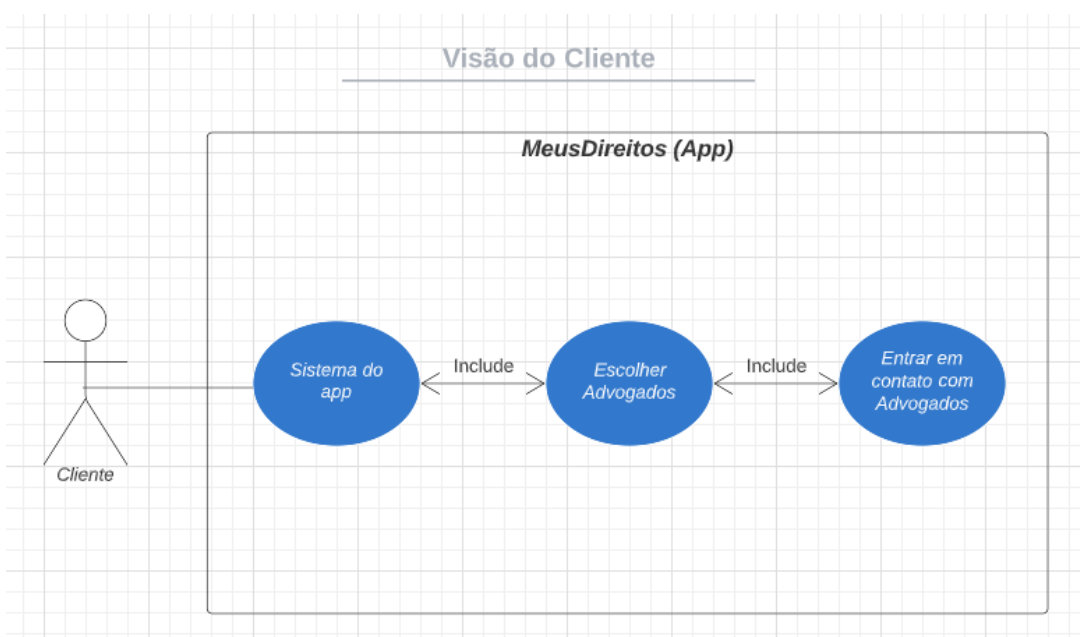 Visão do Cliente
MeusDireitos (App)
Sistema do
app
Include
Escolher
Advogados
Include
Entrar em
contato com
Advogados
Cliente